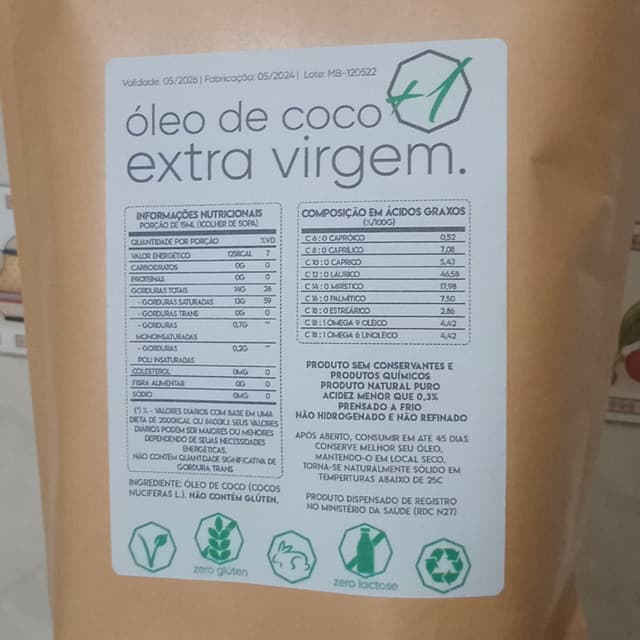 Validade: 05/2026 | Fabricação: 05/2024 | Lote: MB-120522
+1
óleo de coco
extra virgem.
INFORMAÇÕES NUTRICIONAIS
PORÇÃO DE 15ML (1COLHER DE SOPA)
QUANTIDADE POR PORÇÃO %VD
VALOR ENERGÉTICO 125KCAL 7
CARBOIDRATOS 0G 0
PROTEÍNAS 0G 0
GORDURAS TOTAIS 14G 26
- GORDURAS SATURADAS 13G 59
- GORDURAS TRANS 0G 0
- GORDURAS 0,7G **
MONOINSATURADAS
- GORDURAS 0,2G **
POLI INSATURADAS
COLESTEROL 0MG 0
FIBRA ALIMENTAR 0G 0
SÓDIO 0MG 0
(*) % - VALORES DIÁRIOS COM BASE EM UMA
DIETA DE 2000KCAL OU 8400KJ. SEUS VALORES
DIÁRIOS PODEM SER MAIORES OU MENORES
DEPENDENDO DE SEUAS NECESSIDADES
ENERGÉTICAS.
NÃO CONTÉM QUANTIDADE SIGNIFICATIVA DE
GORDURA TRANS
INGREDIENTE: ÓLEO DE COCO (COCOS
NUCIFERAS L.). NÃO CONTÉM GLÚTEN.
COMPOSIÇÃO EM ÁCIDOS GRAXOS
(%/100G)
C 6 : 0 CAPRÓICO 0,52
C 8 : 0 CAPRÍLICO 7,08
C 10 : 0 CÁPRICO 5,43
C 12 : 0 LÁURICO 46,58
C 14 : 0 MIRÍSTICO 17,98
C 16 : 0 PALMÍTICO 7,50
C 18 : 0 ESTREÁRICO 2,86
C 18 : 1 ÔMEGA 9 OLÉICO 4,42
C 18 : 1 ÔMEGA 6 LINOLÉICO 4,42
PRODUTO SEM CONSERVANTES E
PRODUTOS QUÍMICOS
PRODUTO NATURAL PURO
ACIDEZ MENOR QUE 0,3%
PRENSADO A FRIO
NÃO HIDROGENADO E NÃO REFINADO
APÓS ABERTO, CONSUMIR EM ATÉ 45 DIAS
CONSERVE MELHOR SEU ÓLEO,
MANTENDO-O EM LOCAL SECO,
TORNA-SE NATURALMENTE SÓLIDO EM
TEMPERATURAS ABAIXO DE 25C
PRODUTO DISPENSADO DE REGISTRO
NO MINISTÉRIO DA SAÚDE (RDC N27)
zero glúten
zero lactose